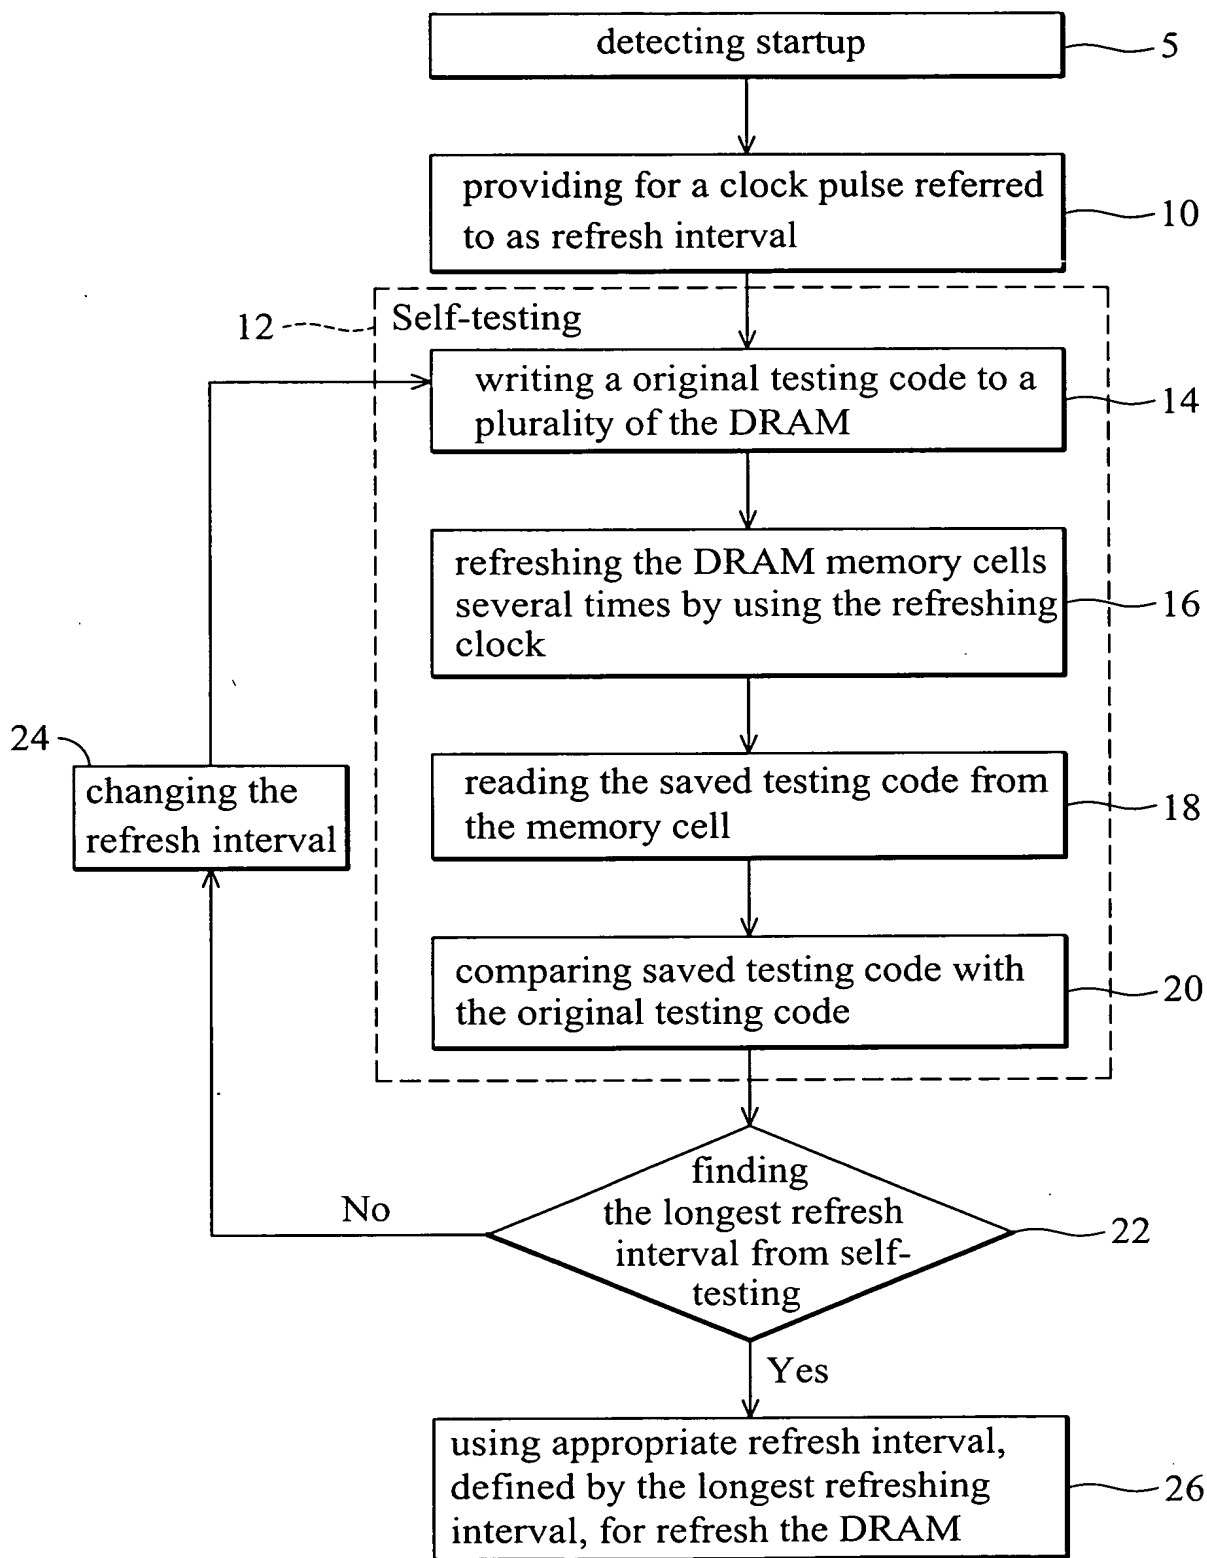 detecting startup
5
providing for a clock pulse referred
to as refresh interval
10
12
Self-testing
writing a original testing code to a
plurality of the DRAM
14
refreshing the DRAM memory cells
several times by using the refreshing
clock
16
24
changing the
refresh interval
reading the saved testing code from
the memory cell
18
comparing saved testing code with
the original testing code
20
finding
the longest refresh
interval from self-
testing
22
No
Yes
using appropriate refresh interval,
defined by the longest refreshing
interval, for refresh the DRAM
26